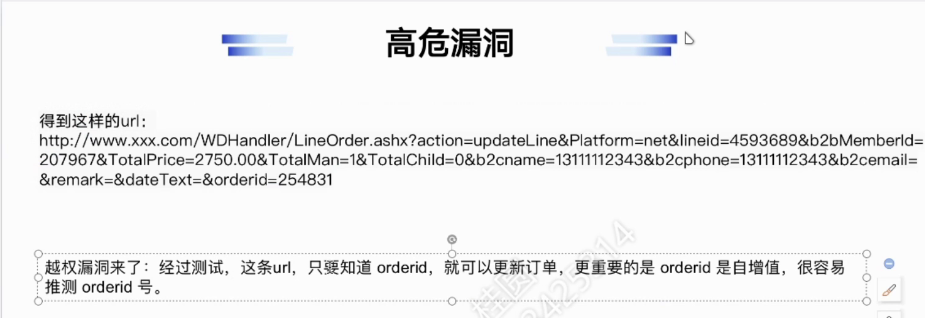 高危漏洞
得到这样的url：
http://www.xxx.com/WDHandler/LineOrder.ashx?action=updateLine&Platform=net&lineid=4593689&b2bMemberId=
207967&TotalPrice=2750.00&TotalMan=1&TotalChild=0&b2cname=13111112343&b2cphone=13111112343&b2cemail=
&remark=&dateText=&orderid=254831
越权漏洞来了：经过测试，这条url，只要知道 orderid，就可以更新订单，更重要的是 orderid 是自增值，很容易
推测 orderid 号。